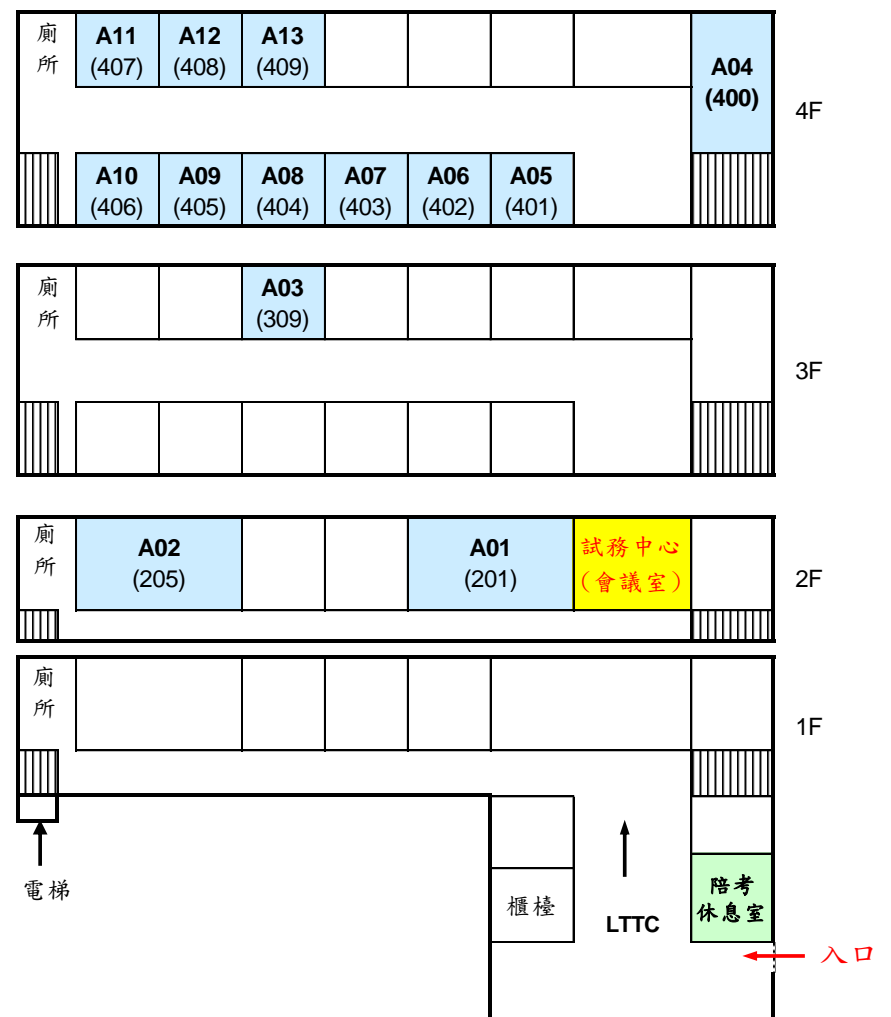 廁所
A11
(407)
A12
(408)
A13
(409)
A04
(400)
4F
A10
(406)
A09
(405)
A08
(404)
A07
(403)
A06
(402)
A05
(401)
廁所
A03
(309)
3F
廁所
A02
(205)
A01
(201)
試務中心
(會議室)
2F
廁所
1F
電梯
櫃檯
LTTC
陪考
休息室
入口